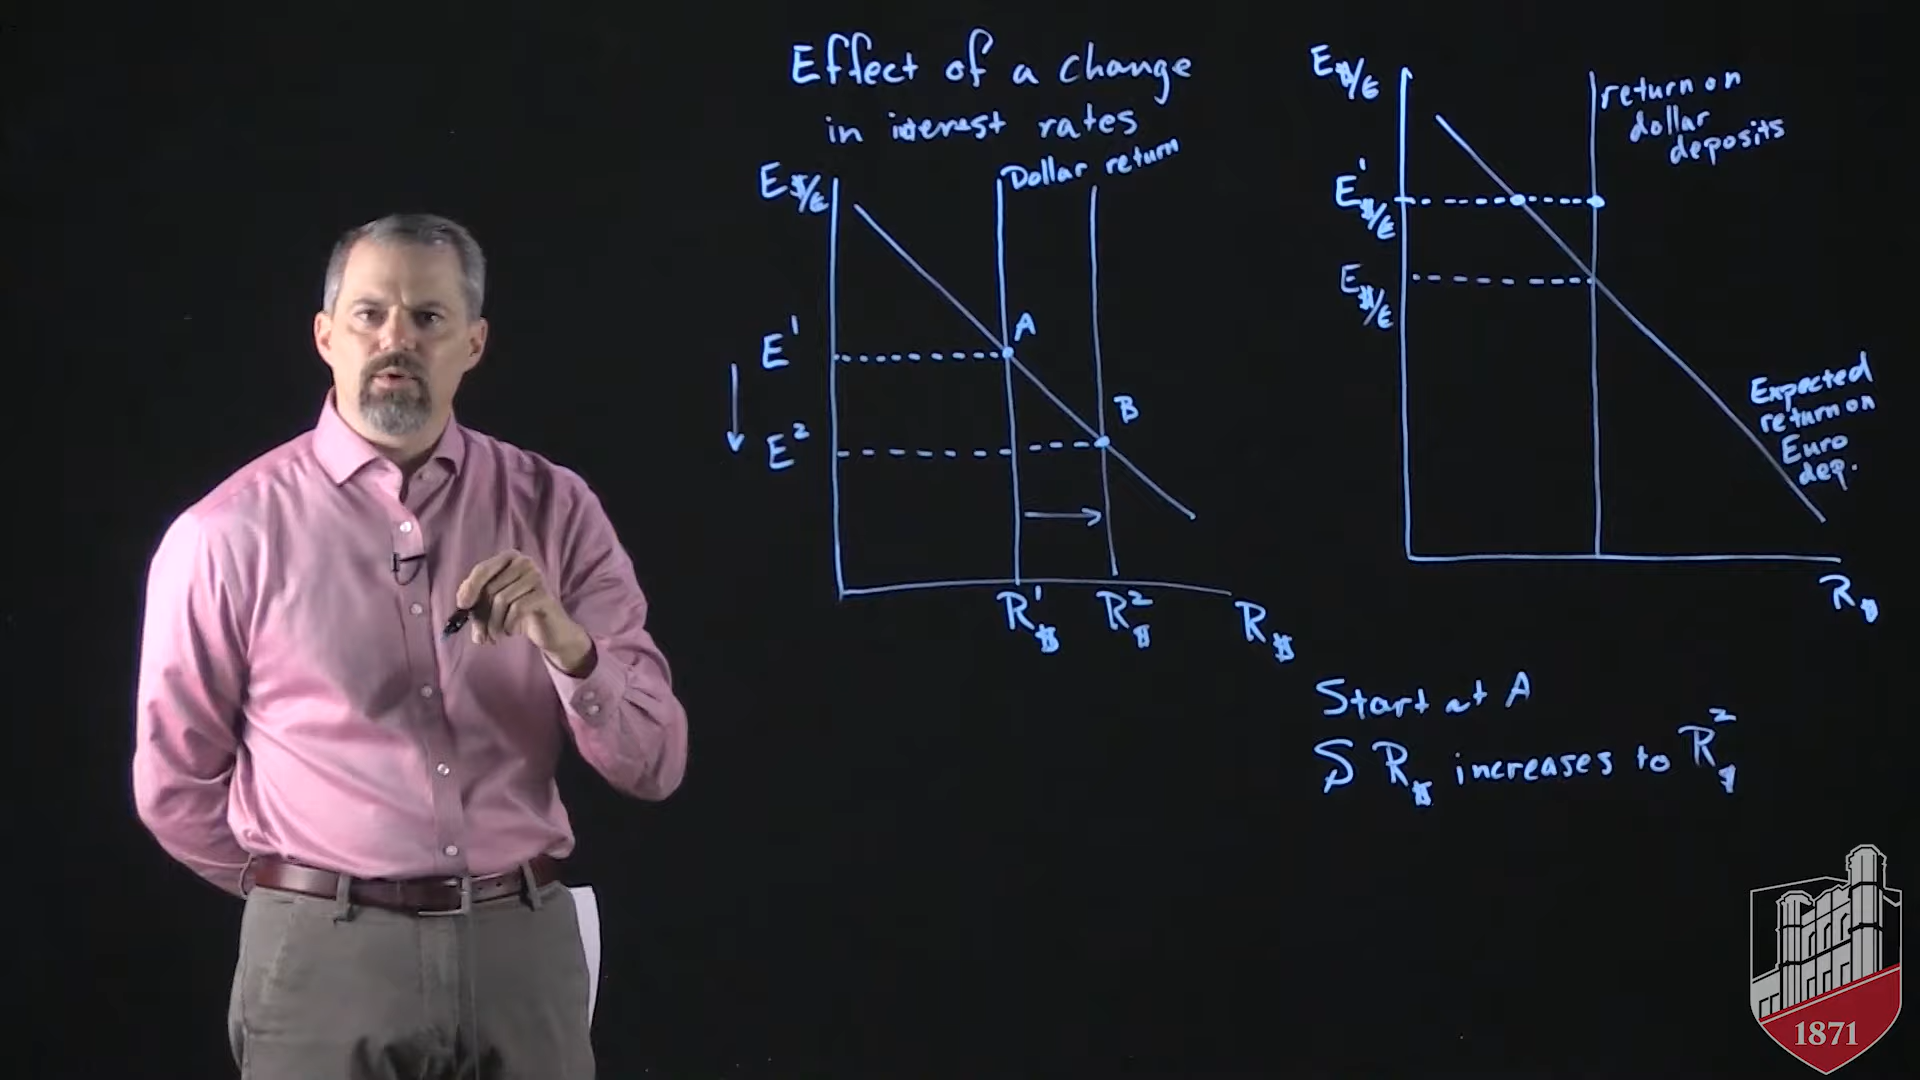 Effect of a change
in interest rates
E$/€
Dollar return
E¹
A
E²
B
R¹$
R²$
R$
E$/€
return on
dollar
deposits
E'$/€
E$/€
Expected
return on
Euro
dep.
R$
Start at A
R$ increases to R²$
1871